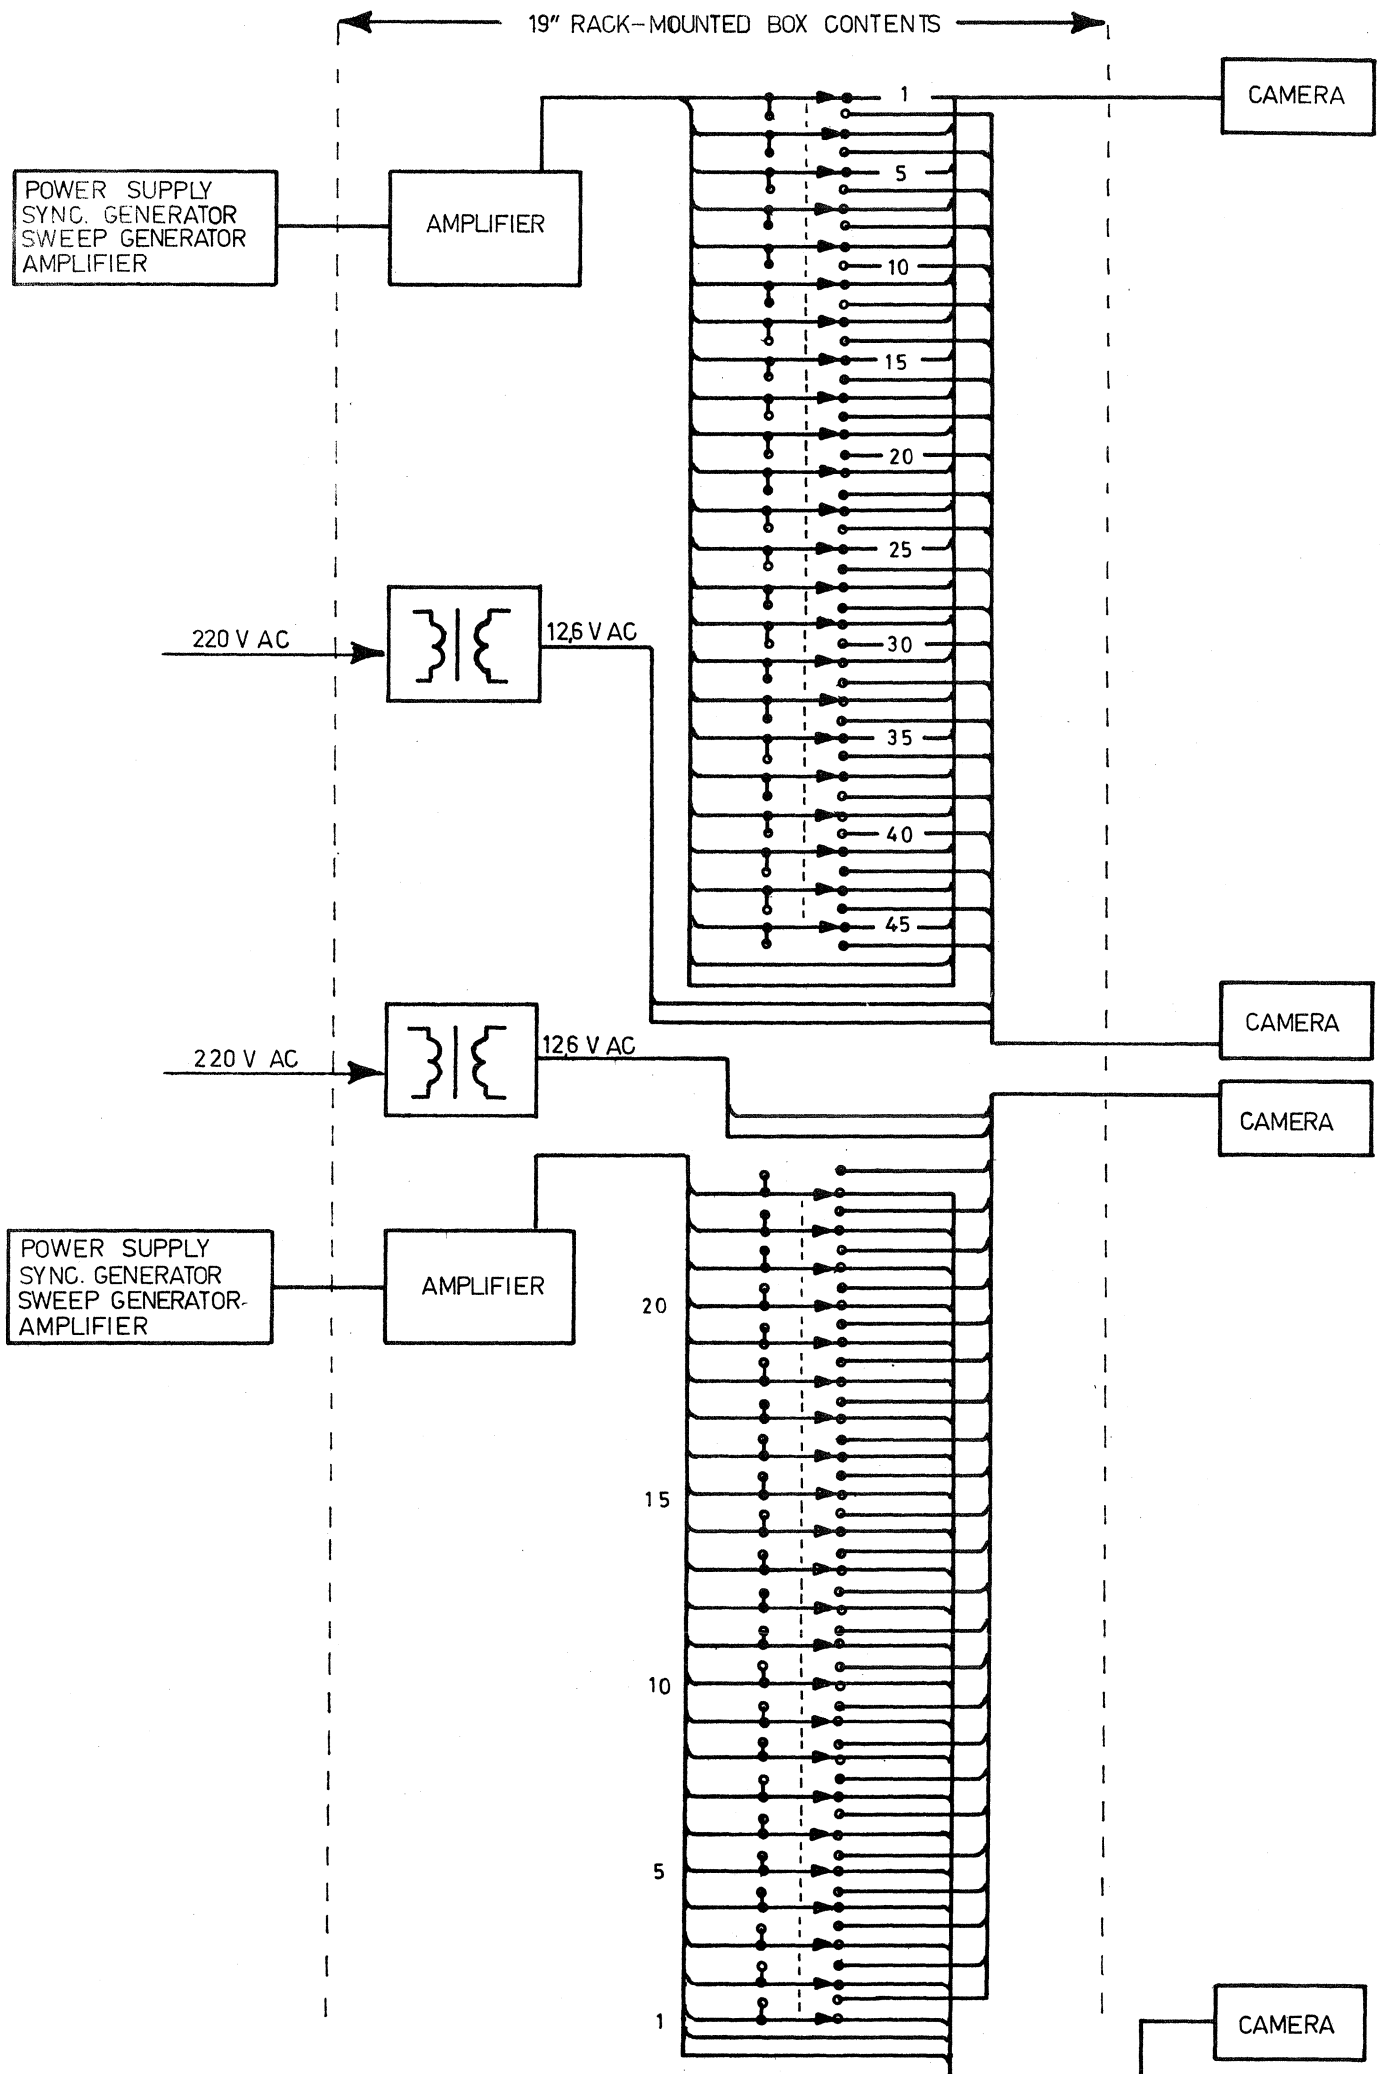 19" RACK-MOUNTED BOX CONTENTS
CAMERA
1
POWER SUPPLY
SYNC. GENERATOR
SWEEP GENERATOR
AMPLIFIER
AMPLIFIER
5
10
15
20
25
220 V AC
12,6 V AC
30
35
40
45
CAMERA
220 V AC
12,6 V AC
CAMERA
POWER SUPPLY
SYNC. GENERATOR
SWEEP GENERATOR-
AMPLIFIER
AMPLIFIER
20
15
10
5
1
CAMERA